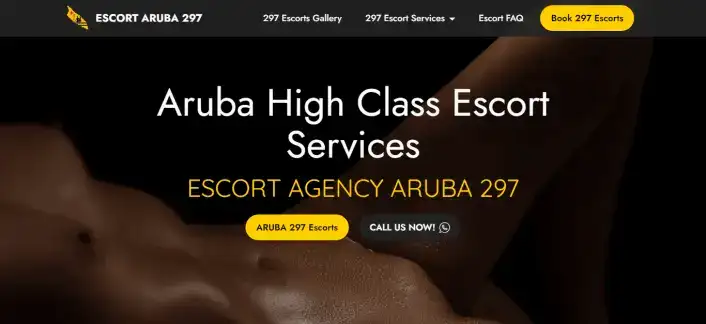 ESCORT ARUBA 297
297 Escorts Gallery
297 Escort Services
Escort FAQ
Book 297 Escorts
Aruba High Class Escort
Services
ESCORT AGENCY ARUBA 297
ARUBA 297 Escorts
CALL US NOW!